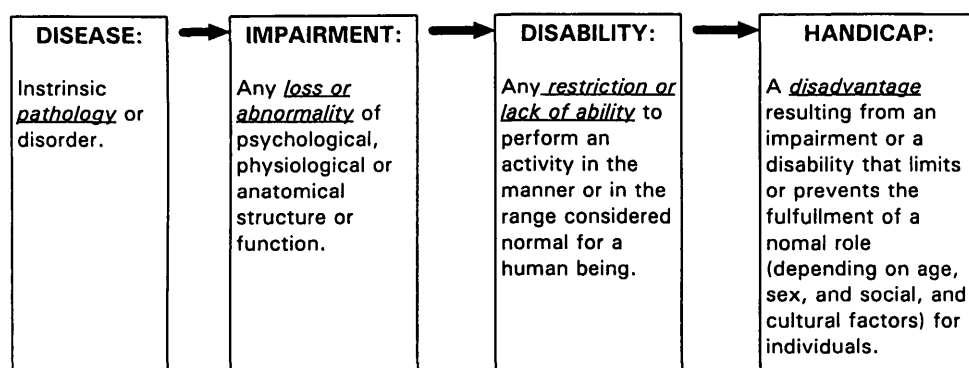 DISEASE:
Instrinsic
pathology or
disorder.
IMPAIRMENT:
Any loss or
abnormality of
psychological,
physiological or
anatomical
structure or
function.
DISABILITY:
Any restriction or
lack of ability to
perform an
activity in the
manner or in the
range considered
normal for a
human being.
HANDICAP:
A disadvantage
resulting from an
impairment or a
disability that limits
or prevents the
fulfullment of a
nomal role
(depending on age,
sex, and social, and
cultural factors) for
individuals.